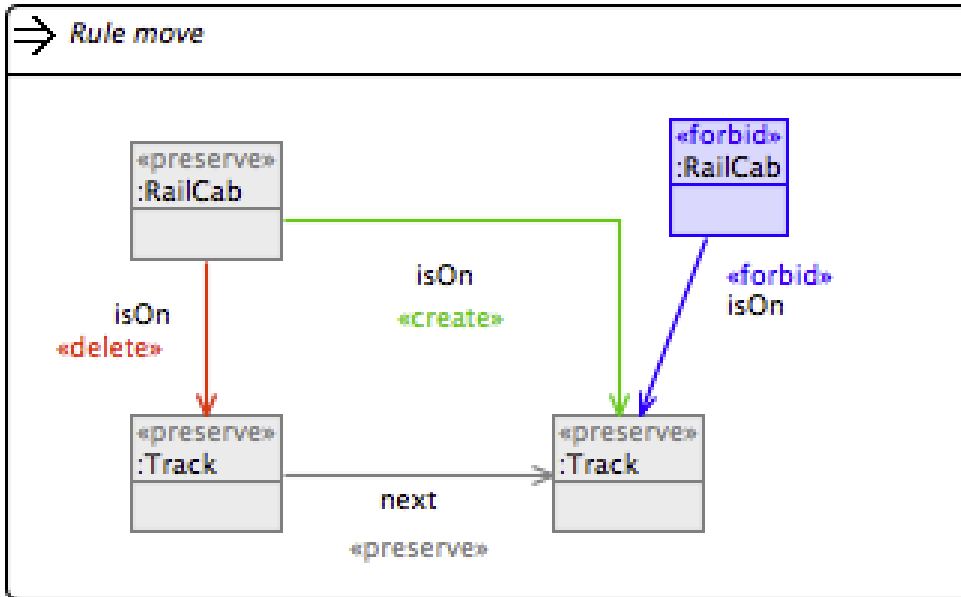 Rule move
«preserve»
:RailCab
«forbid»
:RailCab
isOn
«delete»
isOn
«create»
«forbid»
isOn
«preserve»
:Track
next
«preserve»
«preserve»
:Track